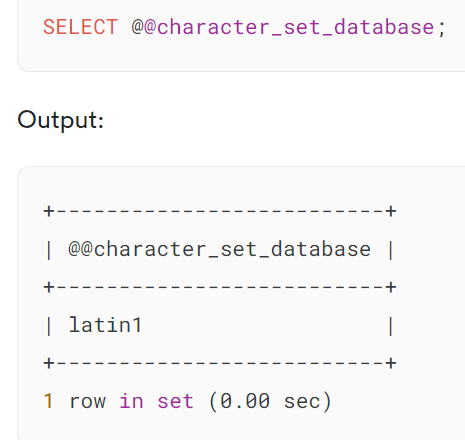 SELECT @@character_set_database;
Output:
+--------------------------+
| @@character_set_database |
+--------------------------+
| latin1                   |
+--------------------------+
1 row in set (0.00 sec)